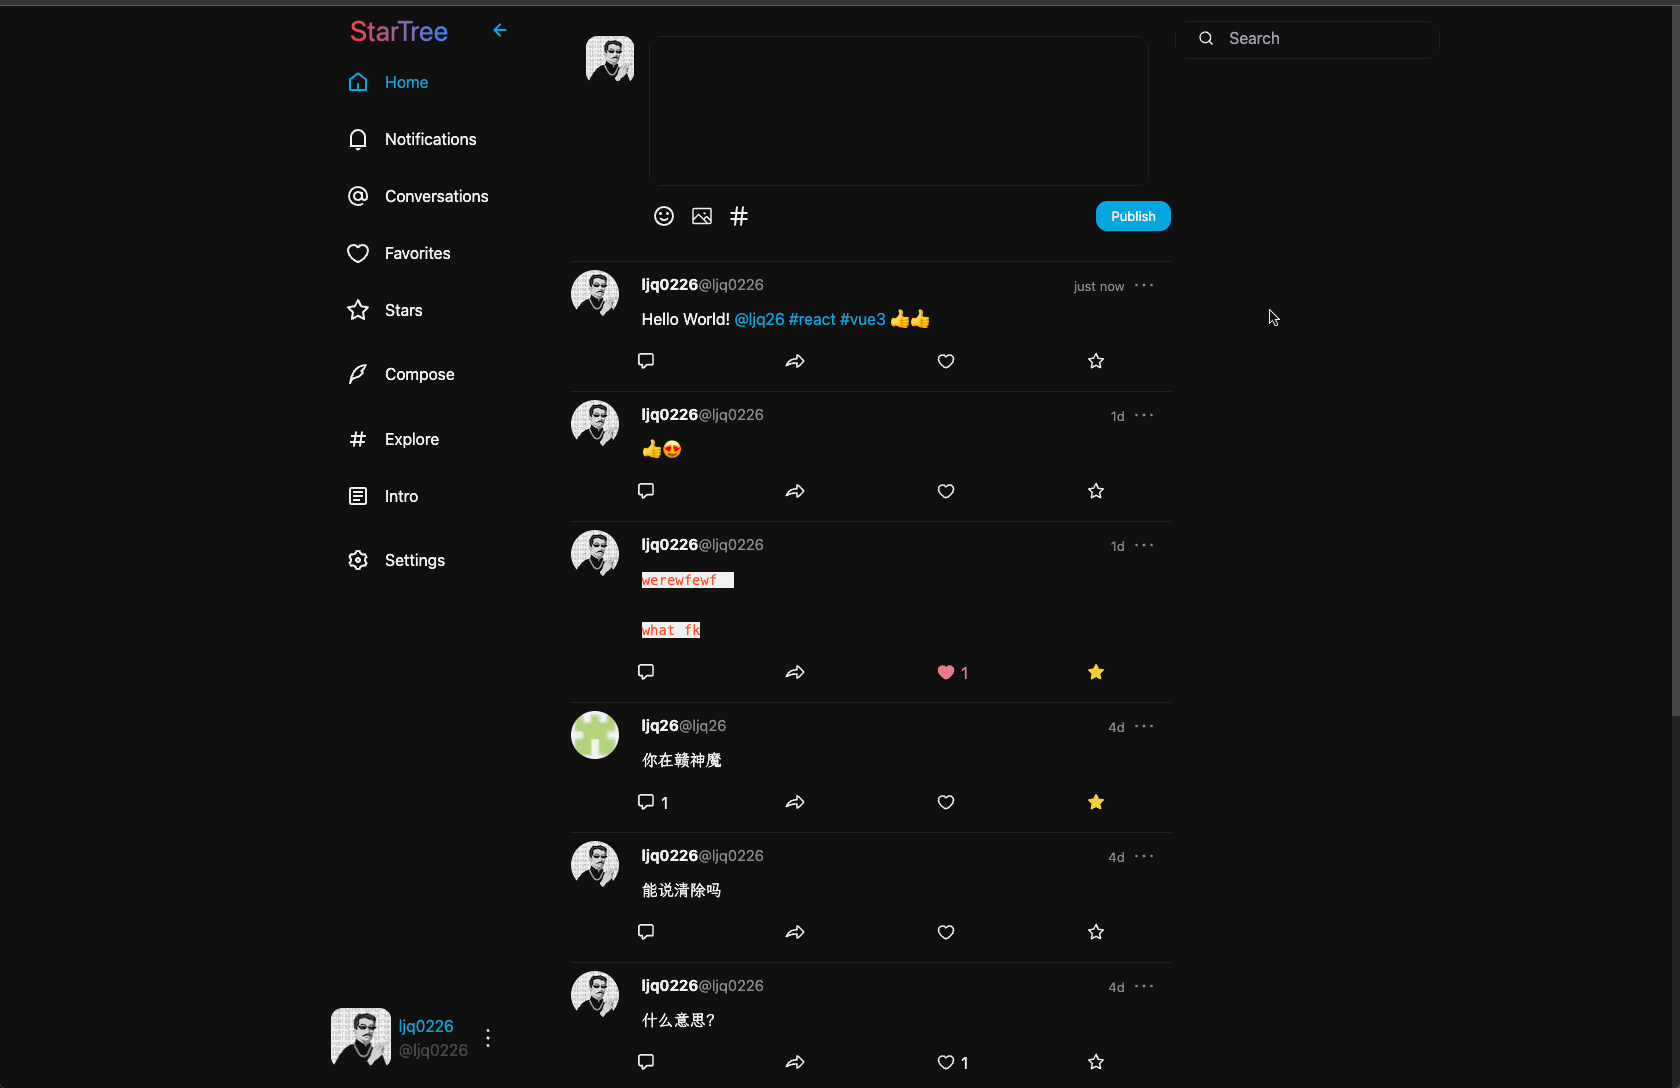 StarTree
Home
Notifications
Conversations
Favorites
Stars
Compose
Explore
Intro
Settings
ljq0226
@ljq0226
Publish
ljq0226@ljq0226 just now
Hello World! @ljq26 #react #vue3 👍👍
ljq0226@ljq0226 1d
👍😍
ljq0226@ljq0226 1d
werewfewf
what fk
1
ljq26@ljq26 4d
你在赣神魔
1
ljq0226@ljq0226 4d
能说清除吗
ljq0226@ljq0226 4d
什么意思?
1
Search